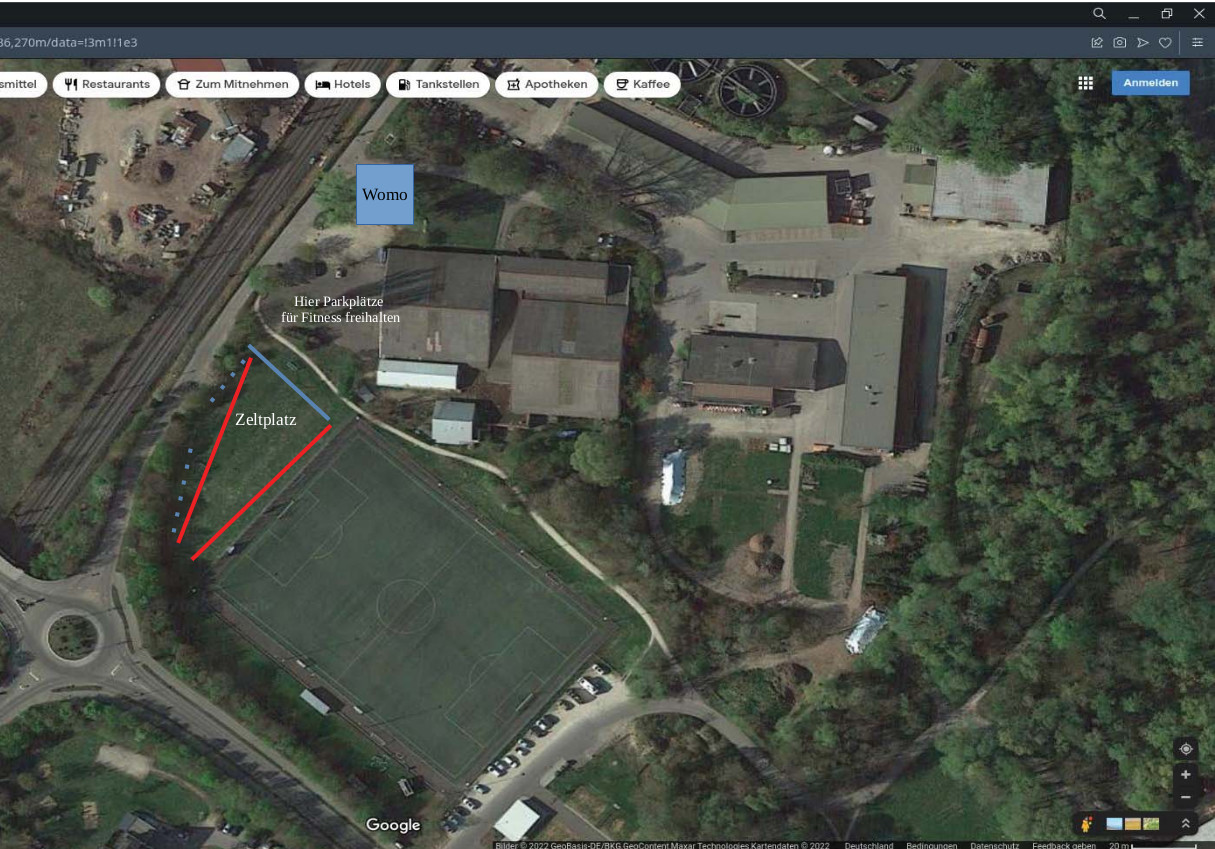 36,270m/data=!3m1!1e3
smittel
Restaurants
Zum Mitnehmen
Hotels
Tankstellen
Apotheken
Kaffee
Anmelden
Womo
Hier Parkplätze
für Fitness freihalten
Zeltplatz
Google
Bilder © 2022 GeoBasis-DE/BKG,GeoContent,Maxar Technologies,Kartendaten © 2022 Deutschland Bedingungen Datenschutz Feedback geben 20 m